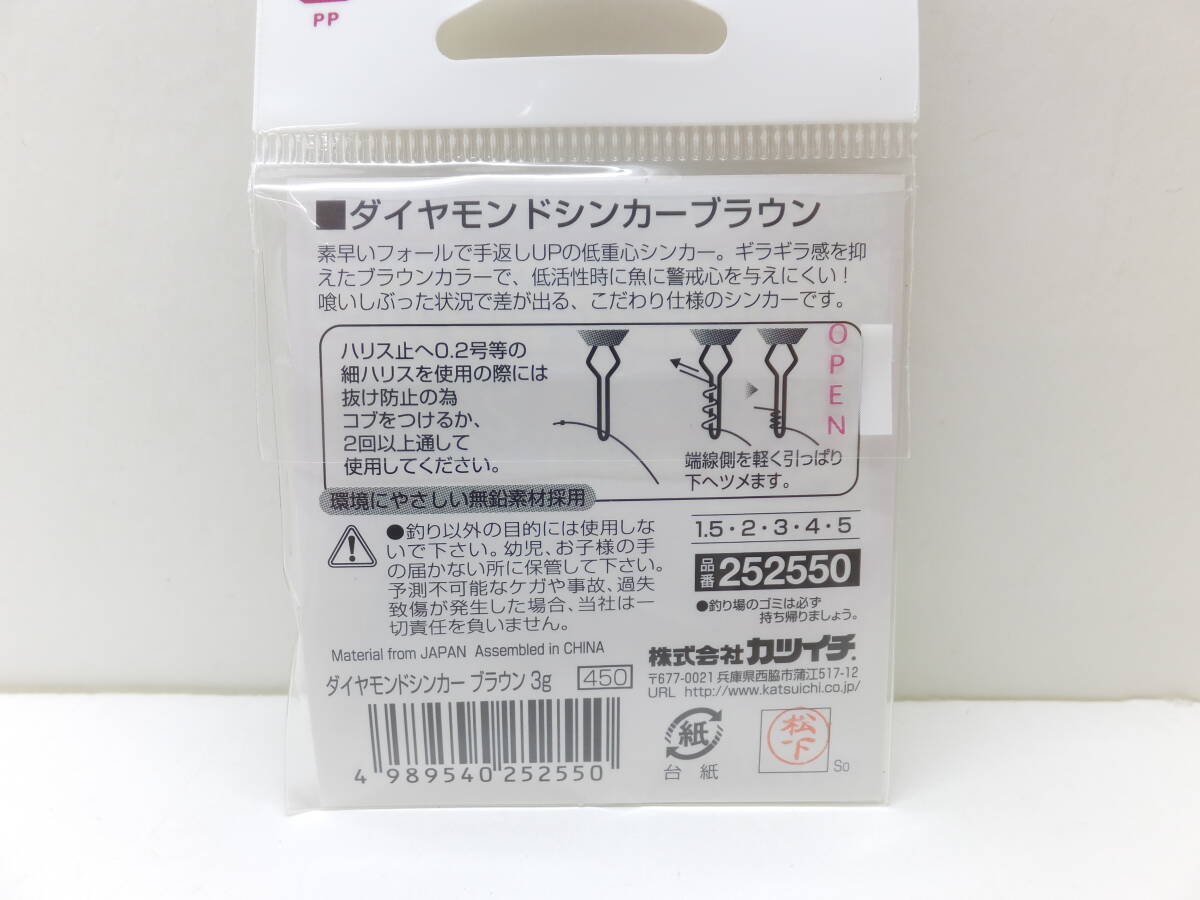 PP
■ダイヤモンドシンカーブラウン
素早いフォールで手返しUPの低重心シンカー。ギラギラ感を抑
えたブラウンカラーで、低活性時に魚に警戒心を与えにくい！
喰いしぶった状況で差が出る、こだわり仕様のシンカーです。
ハリス止へ0.2号等の
細ハリスを使用の際には
抜け防止の為
コブをつけるか、
2回以上通して
使用してください。
端線側を軽く引っぱり
下へツメます。
OPEN
環境にやさしい無鉛素材採用
●釣り以外の目的には使用しな
いで下さい。幼児、お子様の手
の届かない所に保管して下さい。
予測不可能なケガや事故、過失
致傷が発生した場合、当社は一
切責任を負いません。
1.5・2・3・4・5
品番 252550
●釣り場のゴミは必ず
持ち帰りましょう。
Material from JAPAN Assembled in CHINA
ダイヤモンドシンカー ブラウン 3g 450
4 989540 252550
株式会社カツイチ
〒677-0021 兵庫県西脇市蒲江517-12
URL http://www.katsuichi.co.jp/
紙
台紙
松下
So